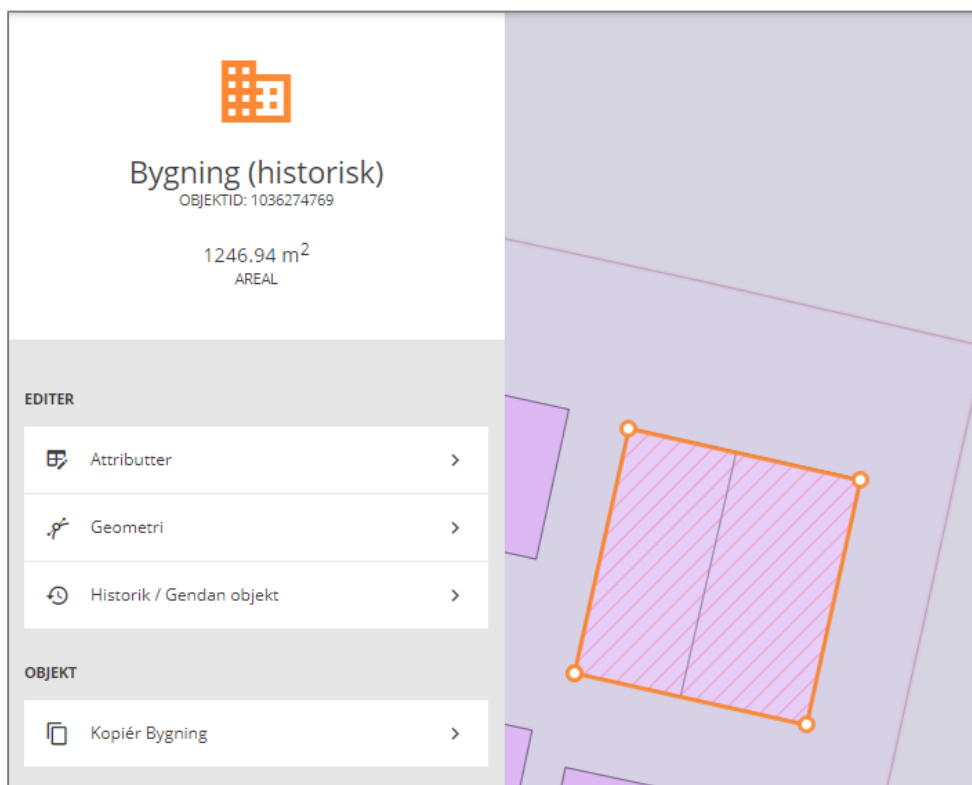 Bygning (historisk)
OBJEKTID: 1036274769
1246.94 m²
AREAL
EDITER
Attributter
Geometri
Historik / Gendan objekt
OBJEKT
Kopiér Bygning